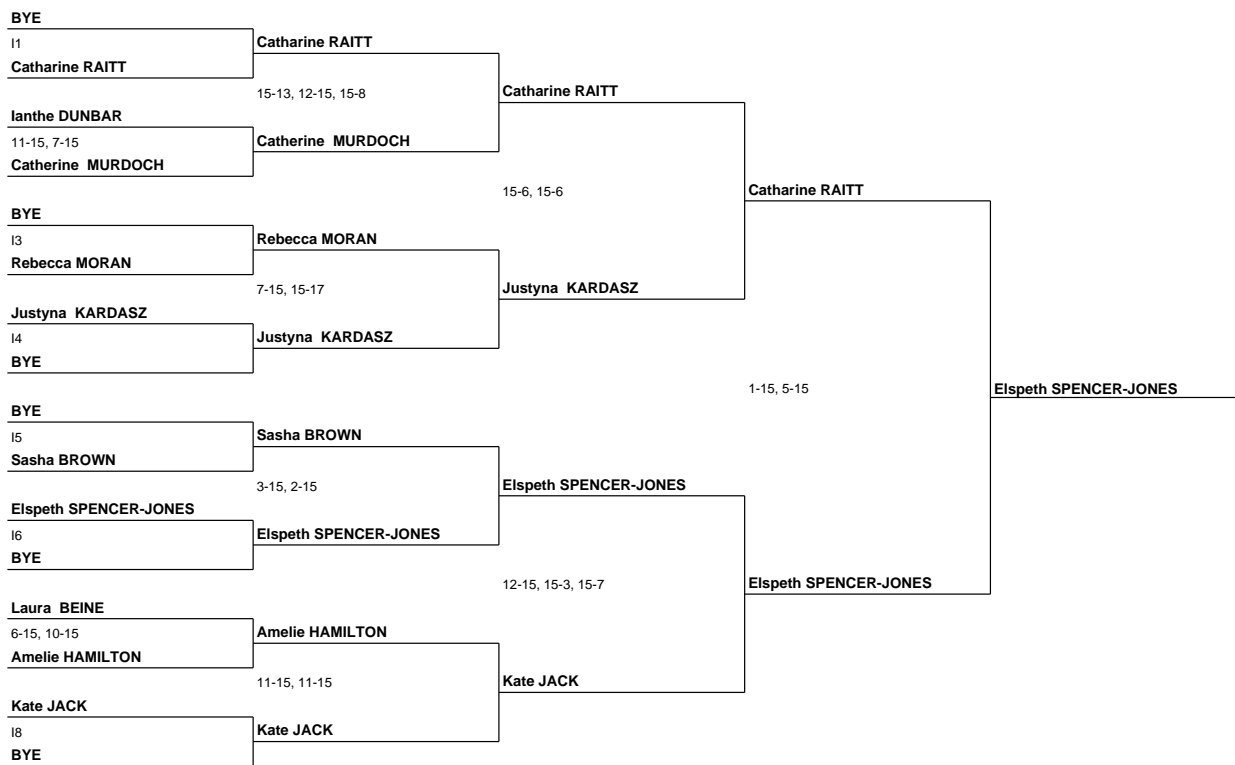 BYE
I1
Catharine RAITT
Catharine RAITT
15-13, 12-15, 15-8
Catharine RAITT
Ianthe DUNBAR
11-15, 7-15
Catherine  MURDOCH
Catherine  MURDOCH
15-6, 15-6
Catharine RAITT
BYE
I3
Rebecca MORAN
Rebecca MORAN
7-15, 15-17
Justyna  KARDASZ
Justyna  KARDASZ
I4
BYE
Justyna  KARDASZ
1-15, 5-15
Elspeth SPENCER-JONES
BYE
I5
Sasha BROWN
Sasha BROWN
3-15, 2-15
Elspeth SPENCER-JONES
Elspeth SPENCER-JONES
I6
BYE
Elspeth SPENCER-JONES
12-15, 15-3, 15-7
Elspeth SPENCER-JONES
Laura  BEINE
6-15, 10-15
Amelie HAMILTON
Amelie HAMILTON
11-15, 11-15
Kate JACK
Kate JACK
I8
BYE
Kate JACK